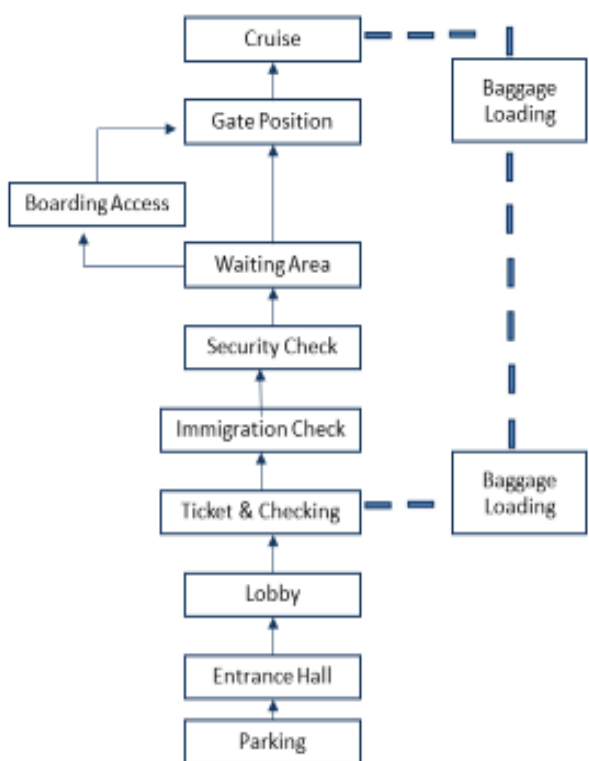 Cruise
Baggage
Loading
Gate Position
Boarding Access
Waiting Area
Security Check
Immigration Check
Baggage
Loading
Ticket & Checking
Lobby
Entrance Hall
Parking